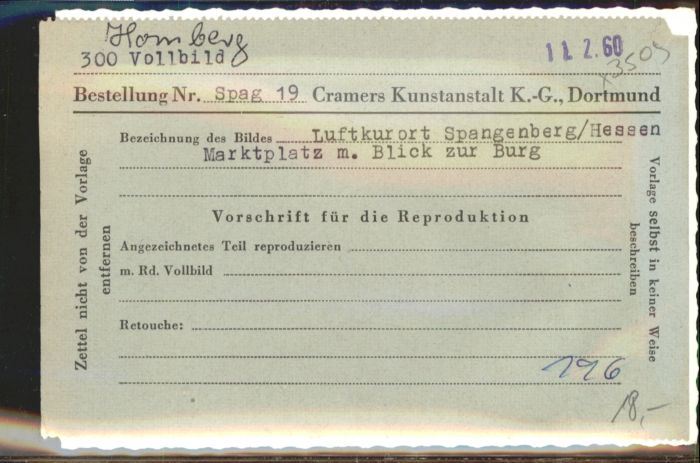 Homberg
300 Vollbild
11.2.60
x3509
Bestellung Nr. Spag 19 Cramers Kunstanstalt K.-G., Dortmund
Bezeichnung des Bildes Luftkurort Spangenberg/Hessen
Marktplatz m. Blick zur Burg
Vorschrift für die Reproduktion
Angezeichnetes Teil reproduzieren
m. Rd. Vollbild
Retouche:
196
18,-
Zettel nicht von der Vorlage
entfernen
Vorlage selbst in keiner Weise
beschreiben